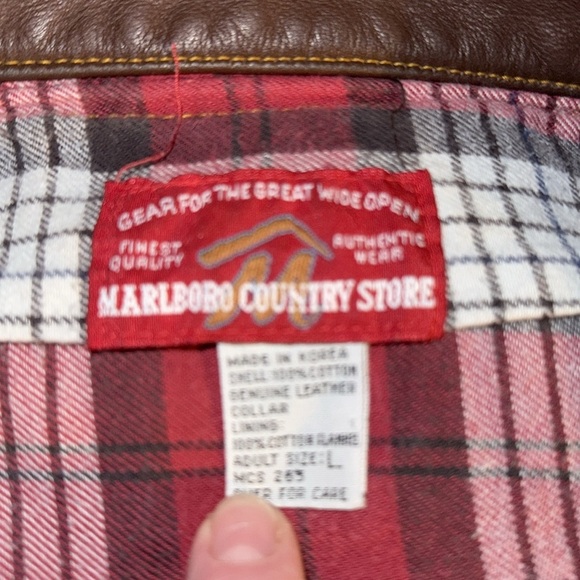 GEAR FOR THE GREAT WIDE OPEN
FINEST QUALITY
AUTHENTIC WEAR
M
MARLBORO COUNTRY STORE
MADE IN KOREA
SHELL 100% COTTON
GENUINE LEATHER
COLLAR
LINING:
100% COTTON FLANNEL
ADULT SIZE: L
MCS 265
OVER FOR CARE